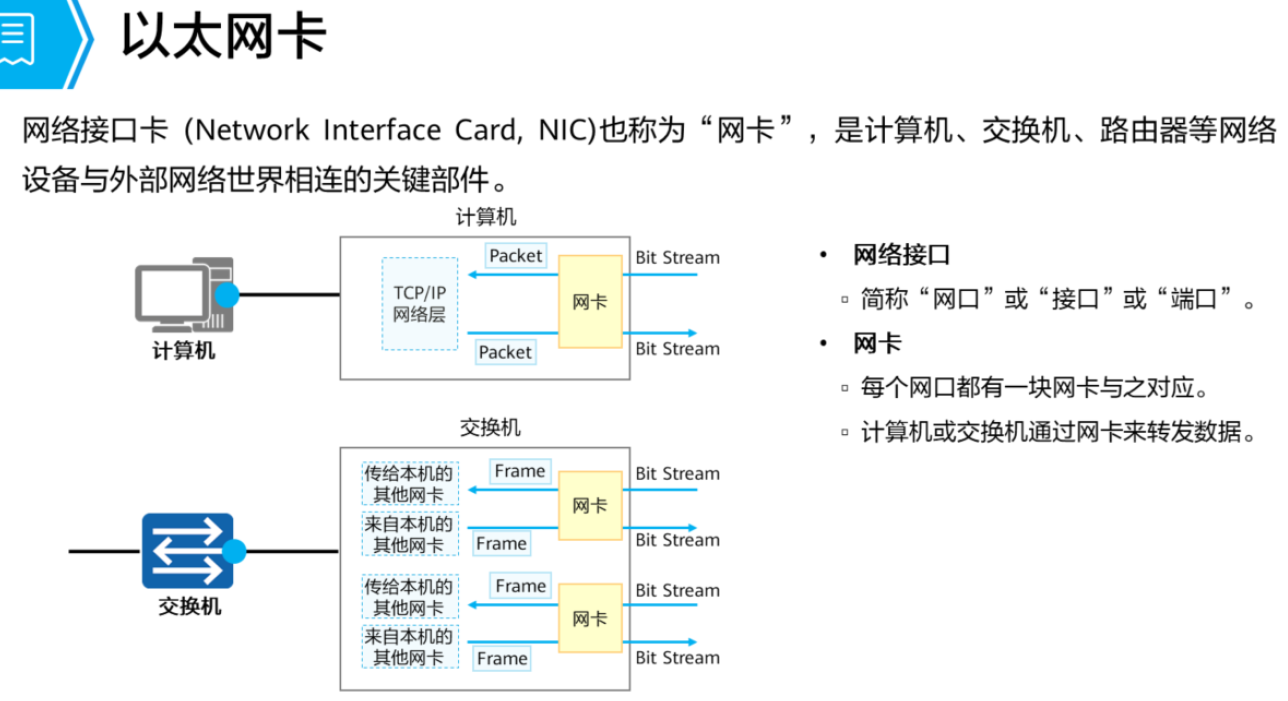 以太网卡
网络接口卡 (Network Interface Card, NIC)也称为“网卡”，是计算机、交换机、路由器等网络
设备与外部网络世界相连的关键部件。
计算机
Packet
Bit Stream
TCP/IP
网络层
网卡
Packet
Bit Stream
计算机
• 网络接口
▫ 简称“网口”或“接口”或“端口”。
• 网卡
▫ 每个网口都有一块网卡与之对应。
▫ 计算机或交换机通过网卡来转发数据。
交换机
传给本机的
其他网卡
Frame
Bit Stream
网卡
来自本机的
其他网卡
Frame
Bit Stream
传给本机的
其他网卡
Frame
Bit Stream
网卡
来自本机的
其他网卡
Frame
Bit Stream
交换机